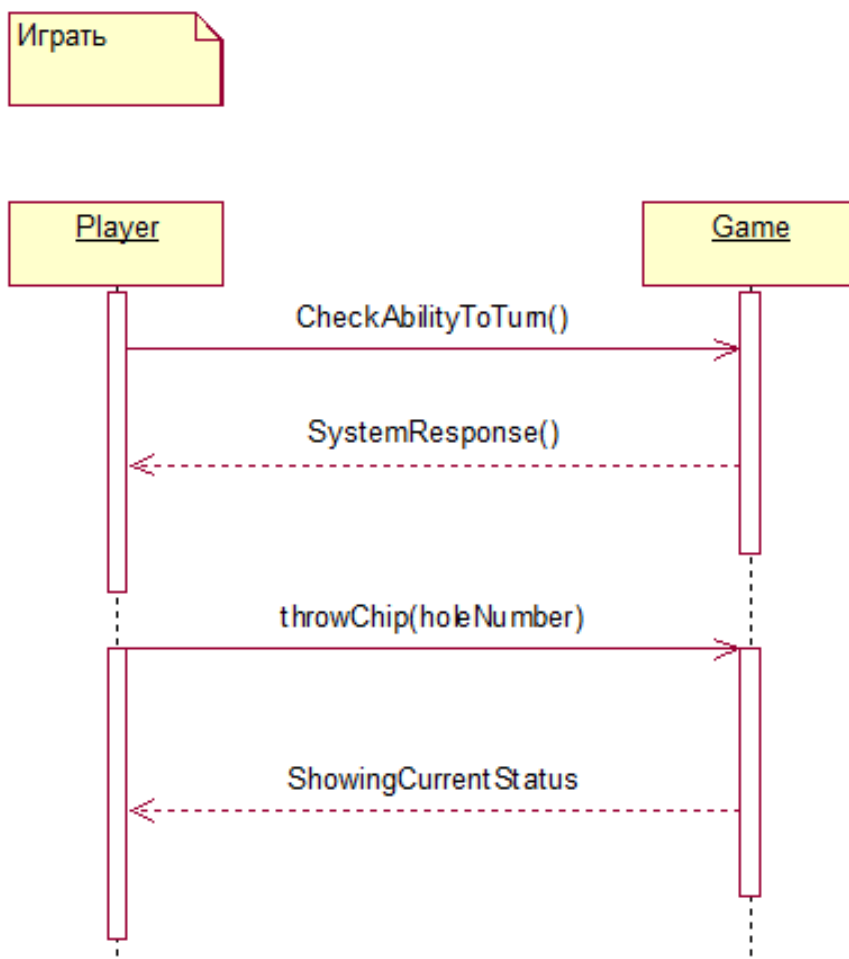 Играть
Player
Game
CheckAbilityToTurn()
SystemResponse()
throwChip(holeNumber)
ShowingCurrentStatus